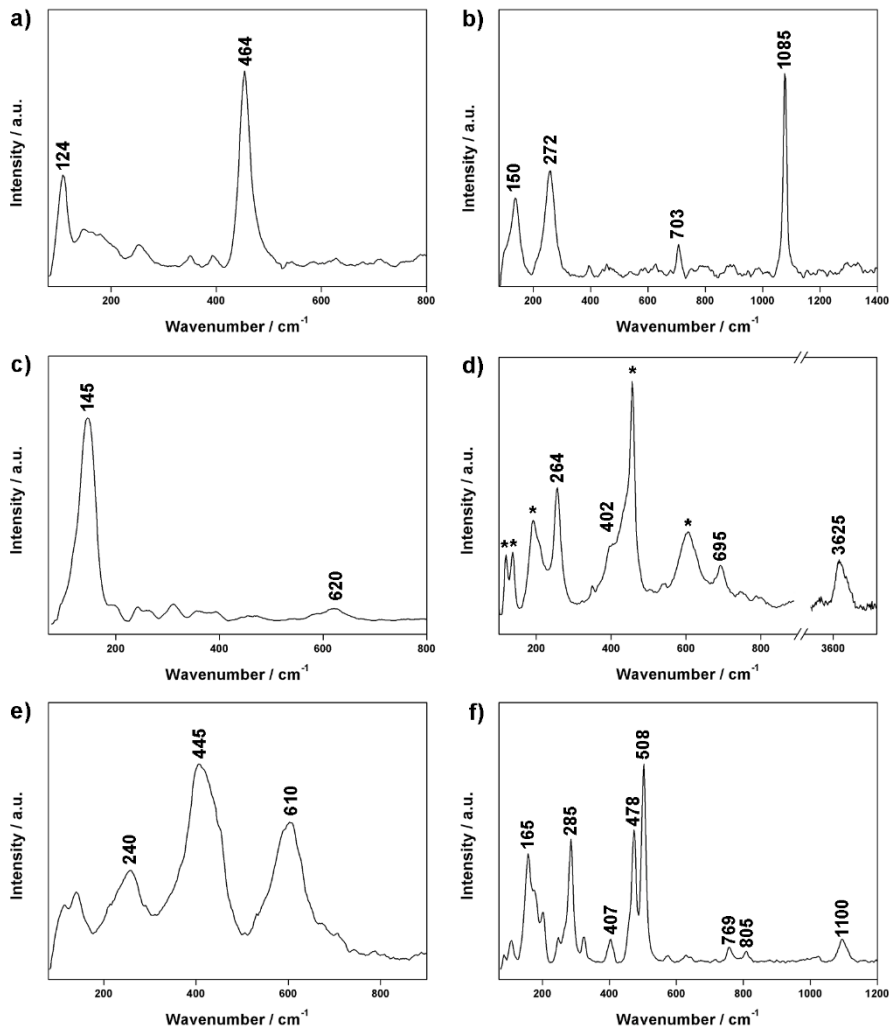 a)
464
124
Intensity / a.u.
200 400 600 800
Wavenumber / cm⁻¹
b)
1085
272
150
703
Intensity / a.u.
200 400 600 800 1000 1200 1400
Wavenumber / cm⁻¹
c)
145
620
Intensity / a.u.
200 400 600 800
Wavenumber / cm⁻¹
d)
*
264
402
* *
*
*
695
3625
Intensity / a.u.
200 400 600 800 3600
Wavenumber / cm⁻¹
e)
445
610
240
Intensity / a.u.
200 400 600 800
Wavenumber / cm⁻¹
f)
508
478
285
165
407
769
805
1100
Intensity / a.u.
200 400 600 800 1000 1200
Wavenumber / cm⁻¹